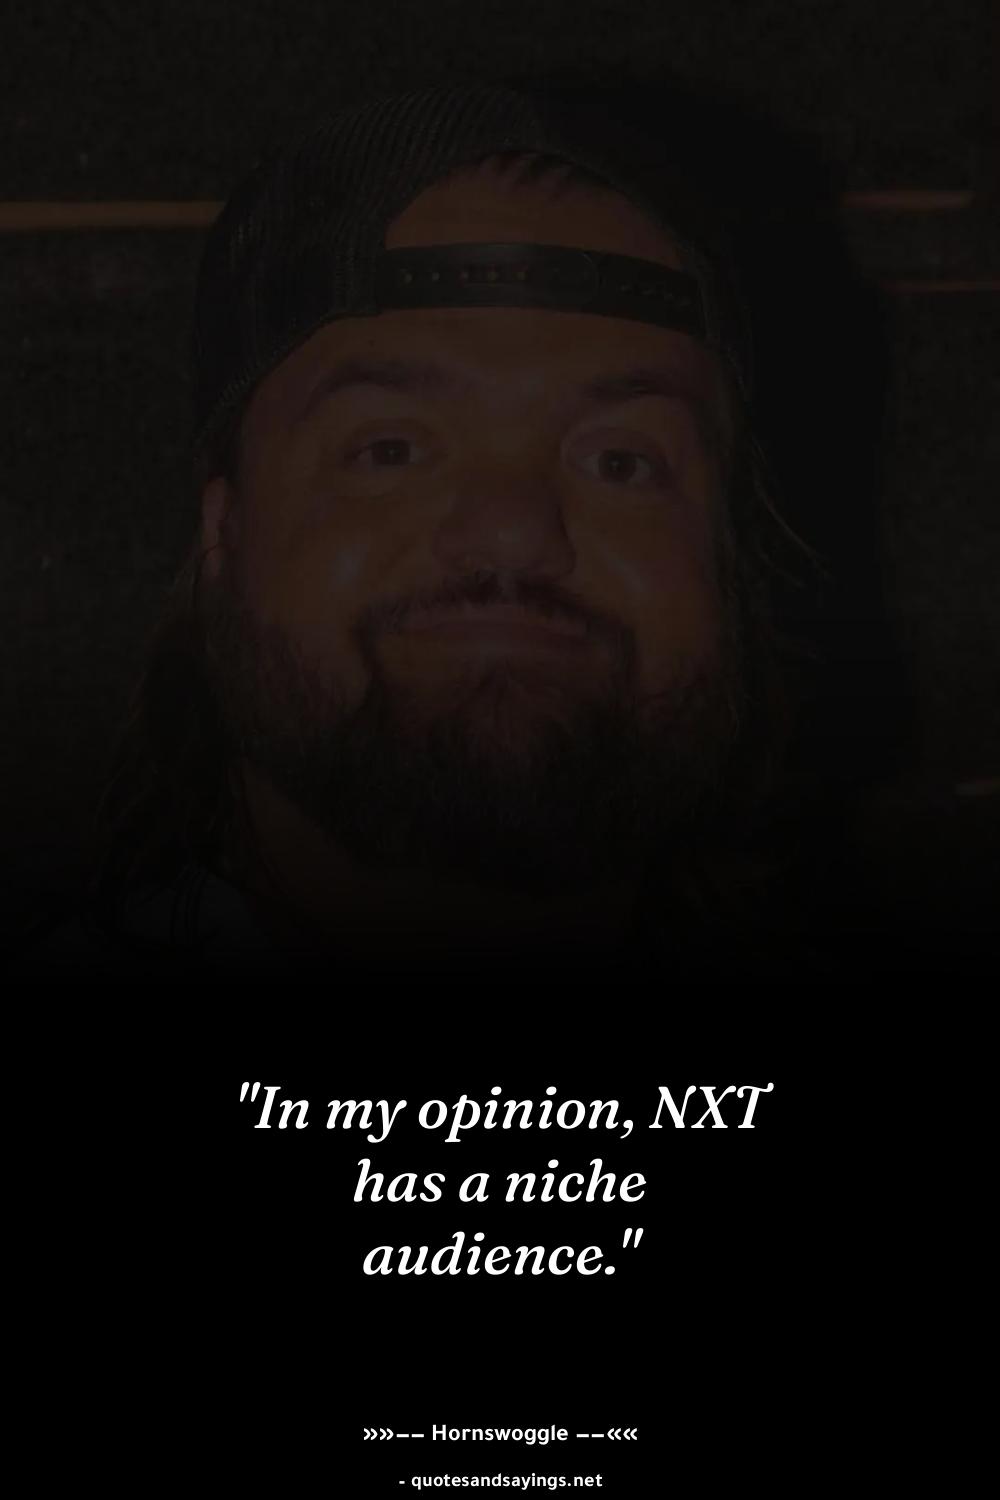 "In my opinion, NXT
has a niche
audience."
»»−− Hornswoggle −−««
- quotesandsayings.net